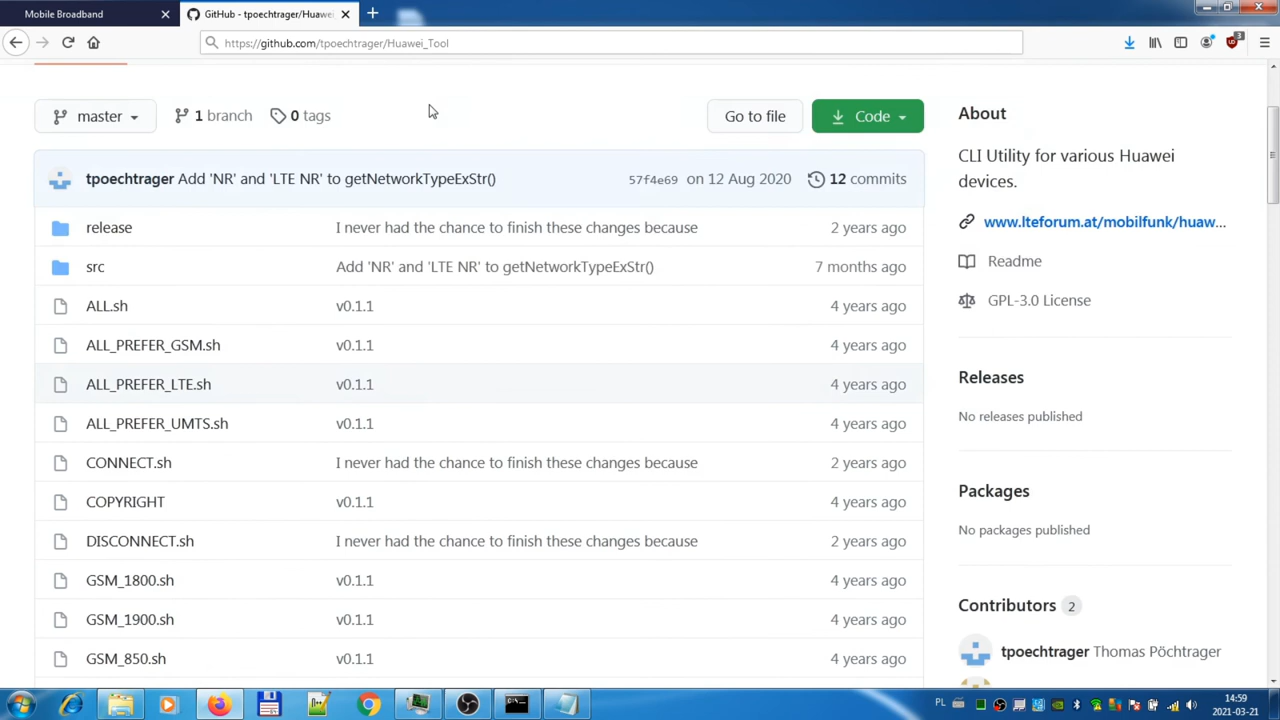 Mobile Broadband
GitHub - tpoechtrager/Huawei
https://github.com/tpoechtrager/Huawei_Tool
3
master
1 branch
0 tags
Go to file
Code
tpoechtrager Add 'NR' and 'LTE NR' to getNetworkTypeExStr()
57f4e69 on 12 Aug 2020
12 commits
release
I never had the chance to finish these changes because
2 years ago
src
Add 'NR' and 'LTE NR' to getNetworkTypeExStr()
7 months ago
ALL.sh
v0.1.1
4 years ago
ALL_PREFER_GSM.sh
v0.1.1
4 years ago
ALL_PREFER_LTE.sh
v0.1.1
4 years ago
ALL_PREFER_UMTS.sh
v0.1.1
4 years ago
CONNECT.sh
I never had the chance to finish these changes because
2 years ago
COPYRIGHT
v0.1.1
4 years ago
DISCONNECT.sh
I never had the chance to finish these changes because
2 years ago
GSM_1800.sh
v0.1.1
4 years ago
GSM_1900.sh
v0.1.1
4 years ago
GSM_850.sh
v0.1.1
4 years ago
About
CLI Utility for various Huawei
devices.
www.lteforum.at/mobilfunk/huaw...
Readme
GPL-3.0 License
Releases
No releases published
Packages
No packages published
Contributors 2
tpoechtrager Thomas Pöchtrager
PL
14:59
2021-03-21